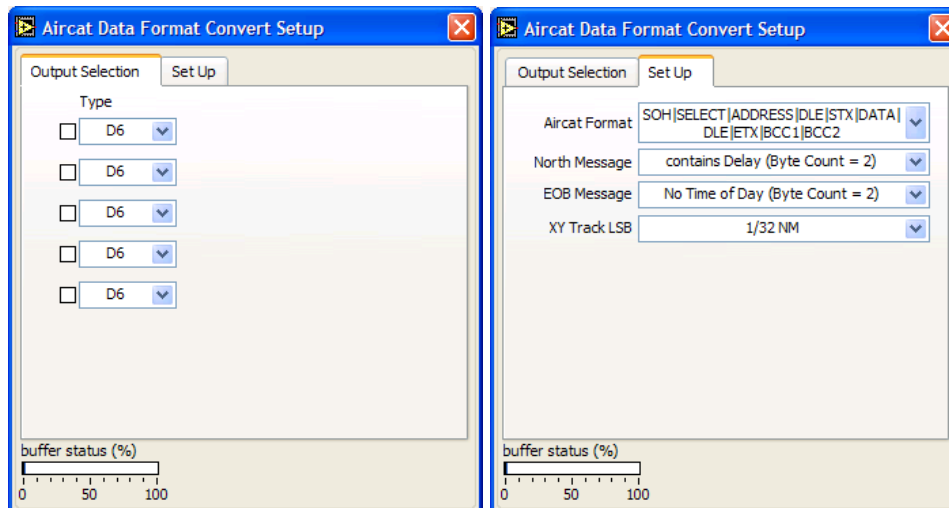 Aircat Data Format Convert Setup
Output Selection
Set Up
Type
D6
D6
D6
D6
D6
buffer status (%)
0 50 100
Aircat Data Format Convert Setup
Output Selection
Set Up
Aircat Format
SOH|SELECT|ADDRESS|DLE|STX|DATA|
DLE|ETX|BCC1|BCC2
North Message
contains Delay (Byte Count = 2)
EOB Message
No Time of Day (Byte Count = 2)
XY Track LSB
1/32 NM
buffer status (%)
0 50 100